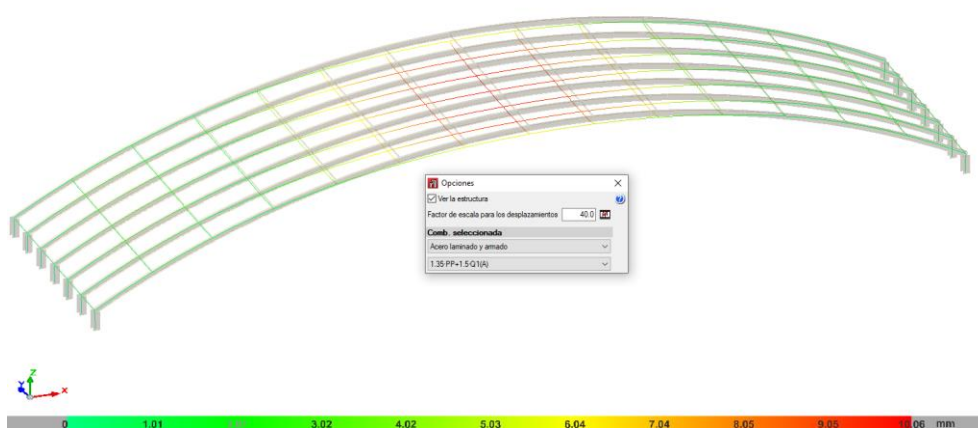 Opciones
Ver la estructura
Factor de escala para los desplazamientos 40.0
Comb. seleccionada
Acero laminado y armado
1.35·PP+1.5·Q1(A)
Z
Y X
0 1.01 3.02 4.02 5.03 6.04 7.04 8.05 9.05 10.06 mm